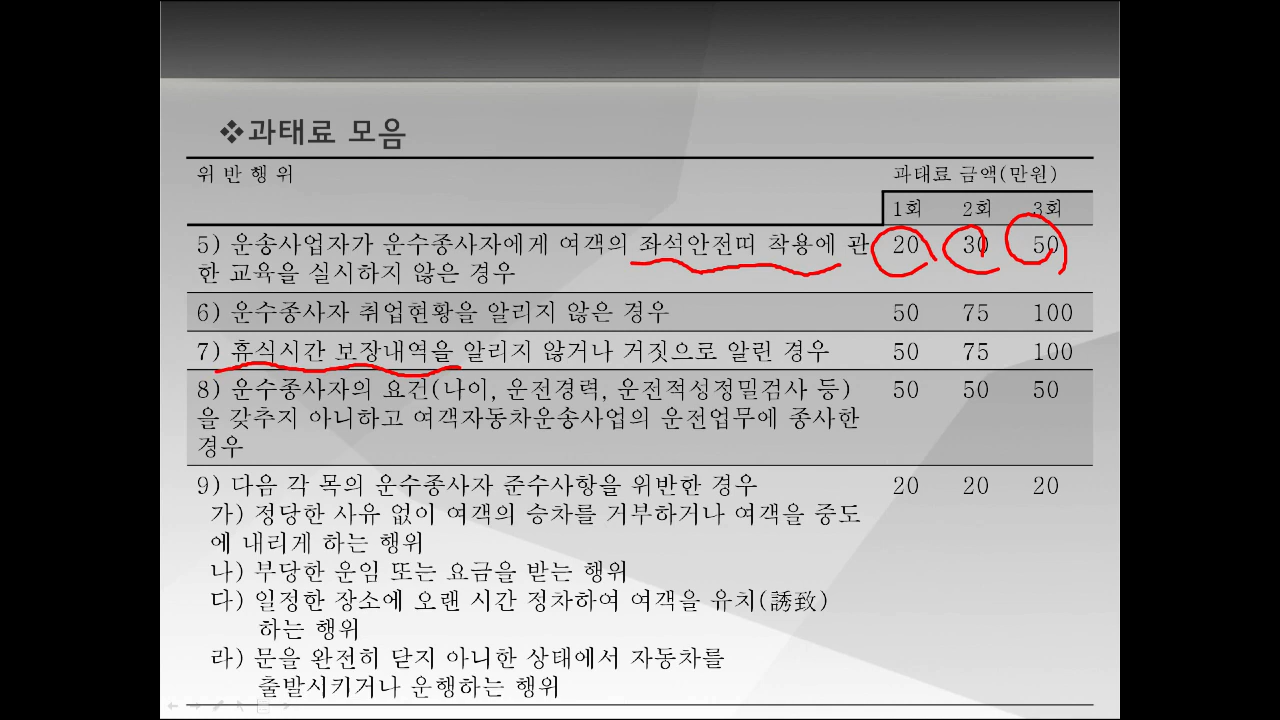 ❖과태료 모음
위 반 행 위 과태료 금액(만원)
1회 2회 3회
5) 운송사업자가 운수종사자에게 여객의 좌석안전띠 착용에 관 20 30 50
한 교육을 실시하지 않은 경우
6) 운수종사자 취업현황을 알리지 않은 경우 50 75 100
7) 휴식시간 보장내역을 알리지 않거나 거짓으로 알린 경우 50 75 100
8) 운수종사자의 요건(나이, 운전경력, 운전적성정밀검사 등) 50 50 50
을 갖추지 아니하고 여객자동차운송사업의 운전업무에 종사한
경우
9) 다음 각 목의 운수종사자 준수사항을 위반한 경우 20 20 20
가) 정당한 사유 없이 여객의 승차를 거부하거나 여객을 중도
에 내리게 하는 행위
나) 부당한 운임 또는 요금을 받는 행위
다) 일정한 장소에 오랜 시간 정차하여 여객을 유치(誘致)
하는 행위
라) 문을 완전히 닫지 아니한 상태에서 자동차를
출발시키거나 운행하는 행위